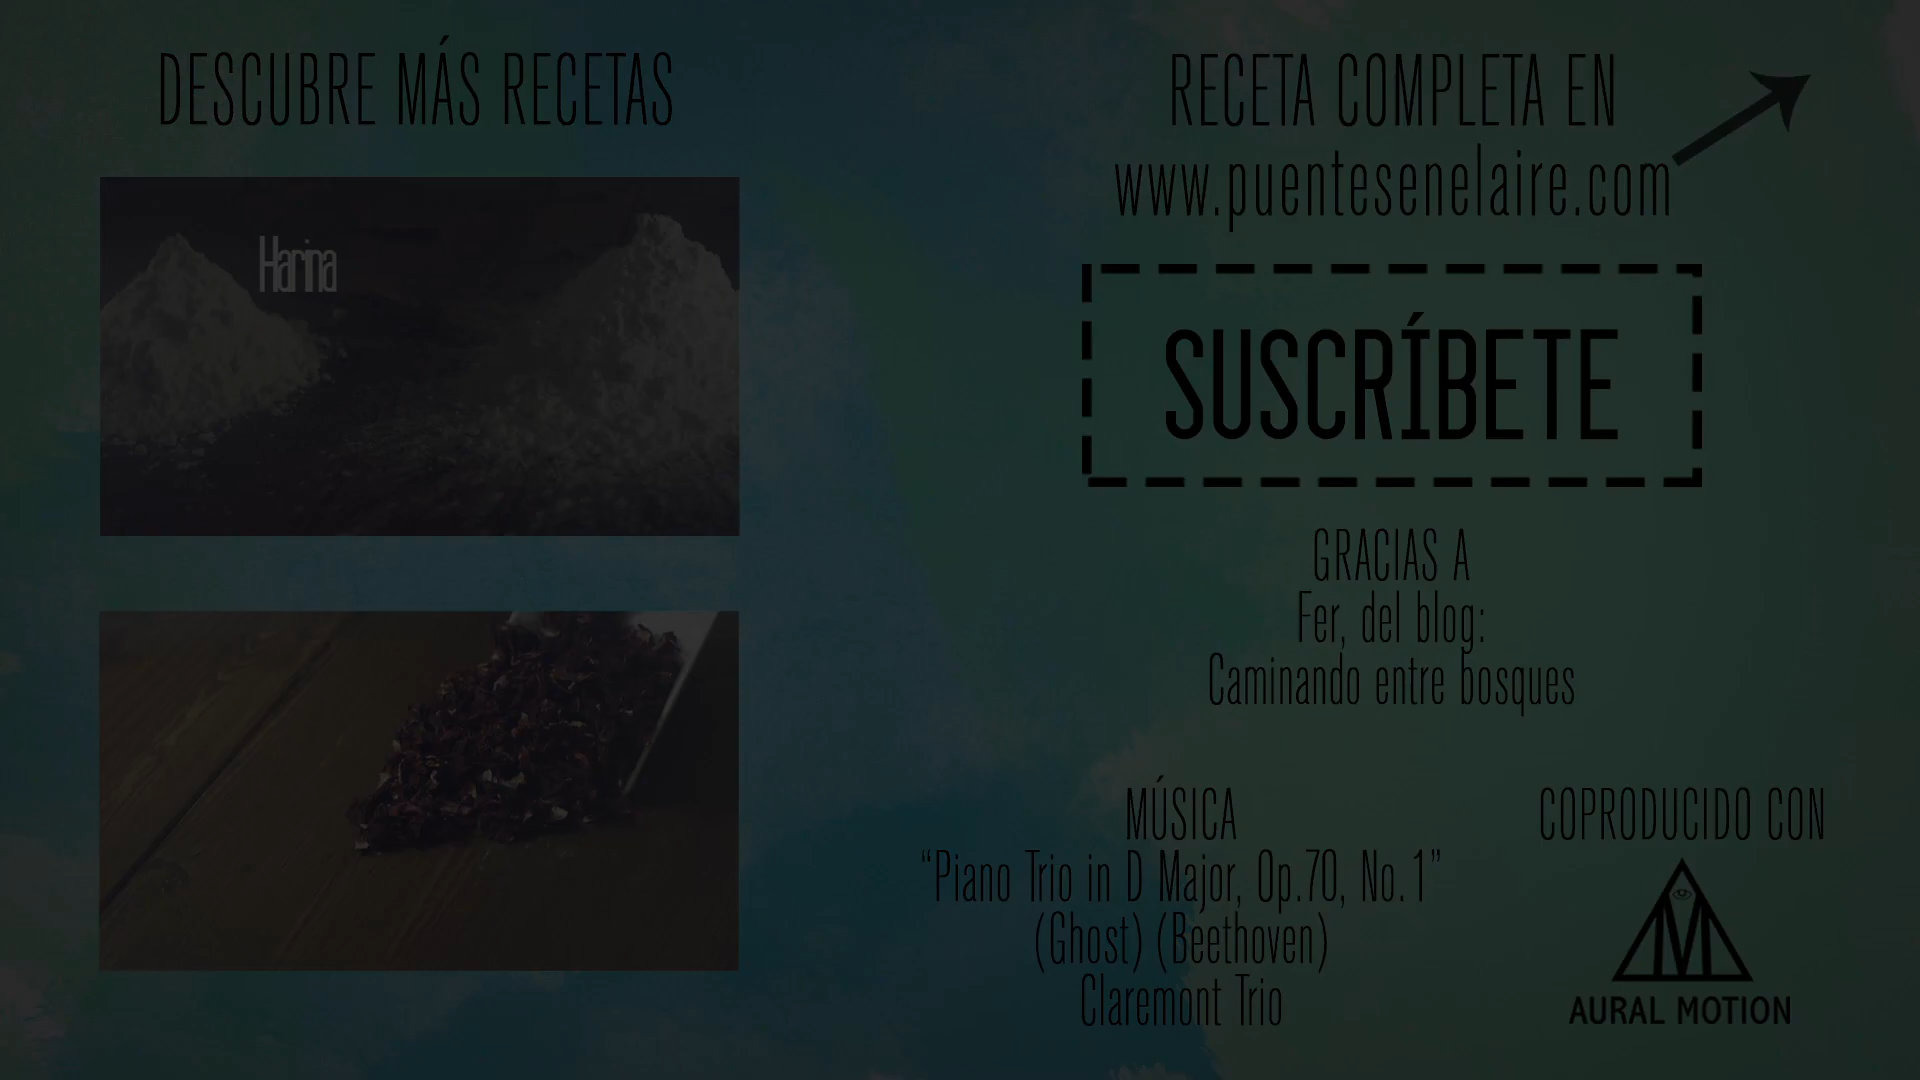 DESCUBRE MÁS RECETAS
Harina
RECETA COMPLETA EN
www.puentesenelaire.com
SUSCRÍBETE
GRACIAS A
Fer, del blog:
Caminando entre bosques
MÚSICA
“Piano Trio in D Major, Op.70, No.1”
(Ghost) (Beethoven)
Claremont Trio
COPRODUCIDO CON
AURAL MOTION